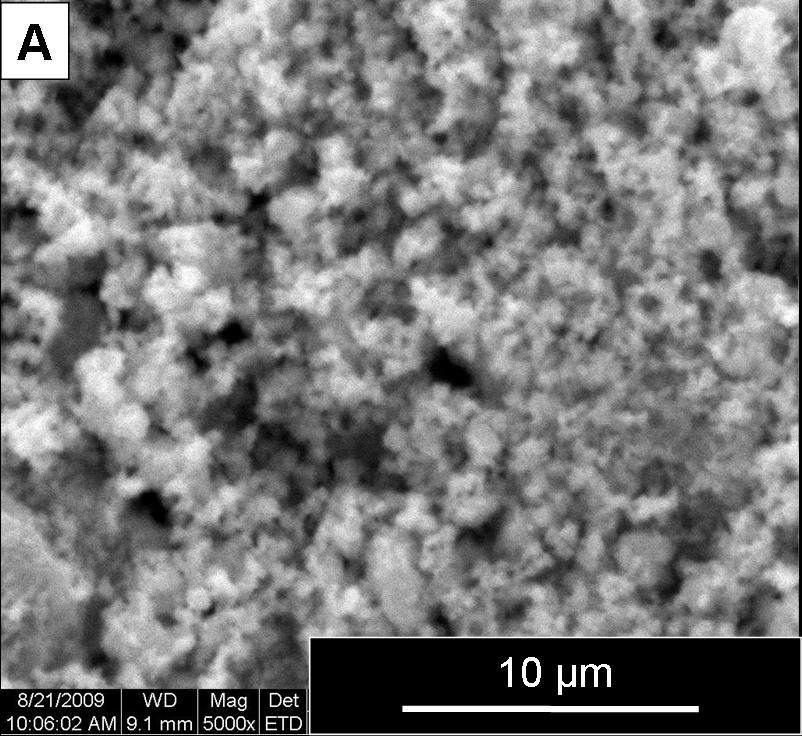 A
10 µm
8/21/2009 WD Mag Det
10:06:02 AM 9.1 mm 5000x ETD